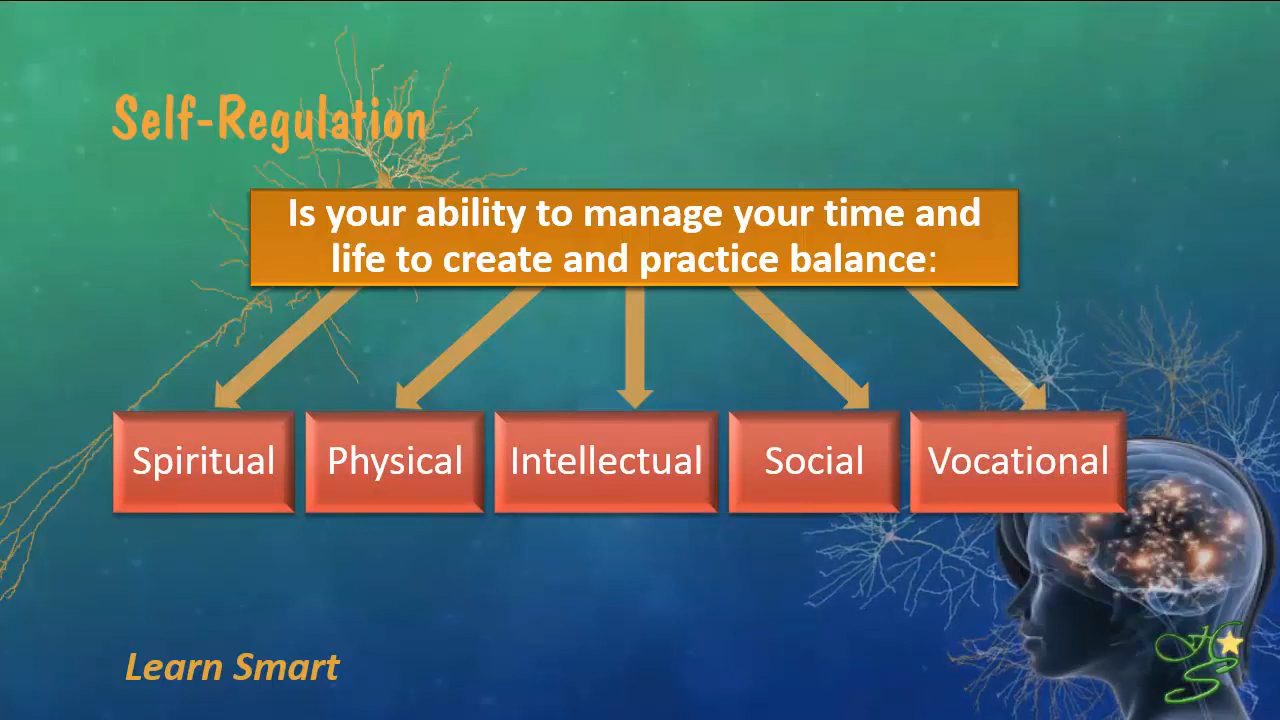 Self-Regulation
Is your ability to manage your time and
life to create and practice balance:
Spiritual
Physical
Intellectual
Social
Vocational
Learn Smart